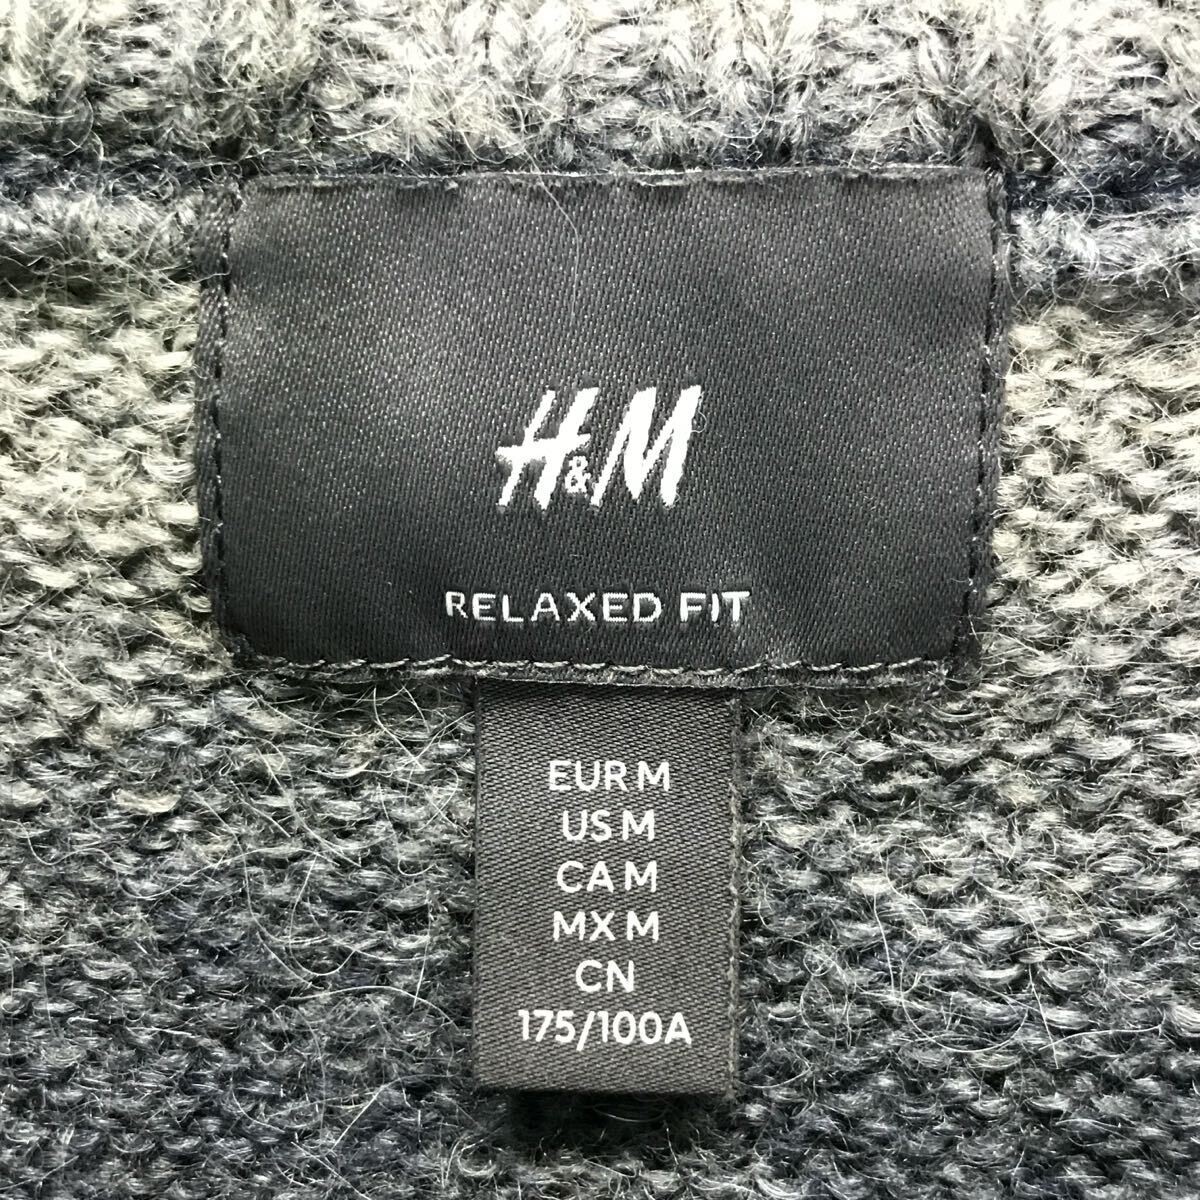 H&M
RELAXED FIT
EUR M
US M
CA M
MX M
CN
175/100A